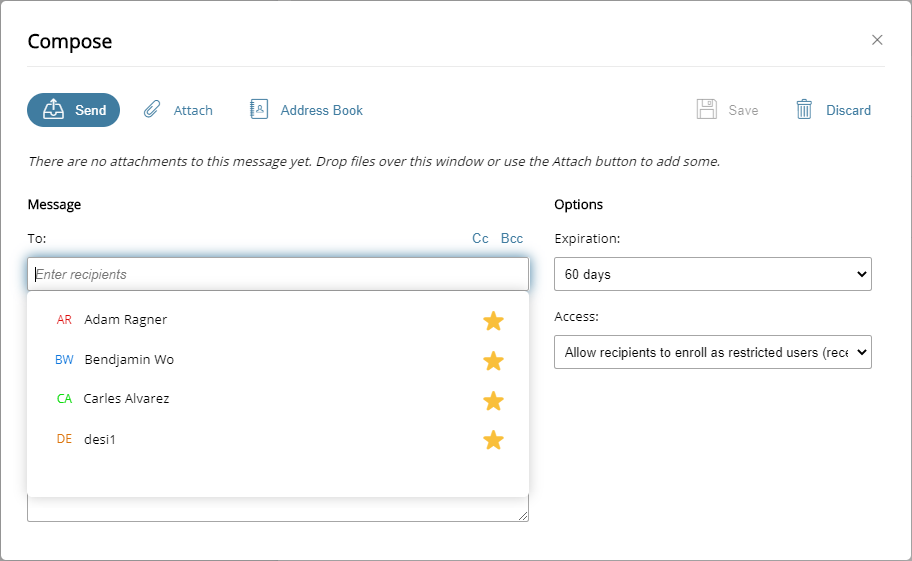 Compose
Send Attach Address Book Save Discard
There are no attachments to this message yet. Drop files over this window or use the Attach button to add some.
Message
To: Cc Bcc
Enter recipients
AR Adam Ragner
BW Bendjamin Wo
CA Carles Alvarez
DE desi1
Options
Expiration:
60 days
Access:
Allow recipients to enroll as restricted users (rece